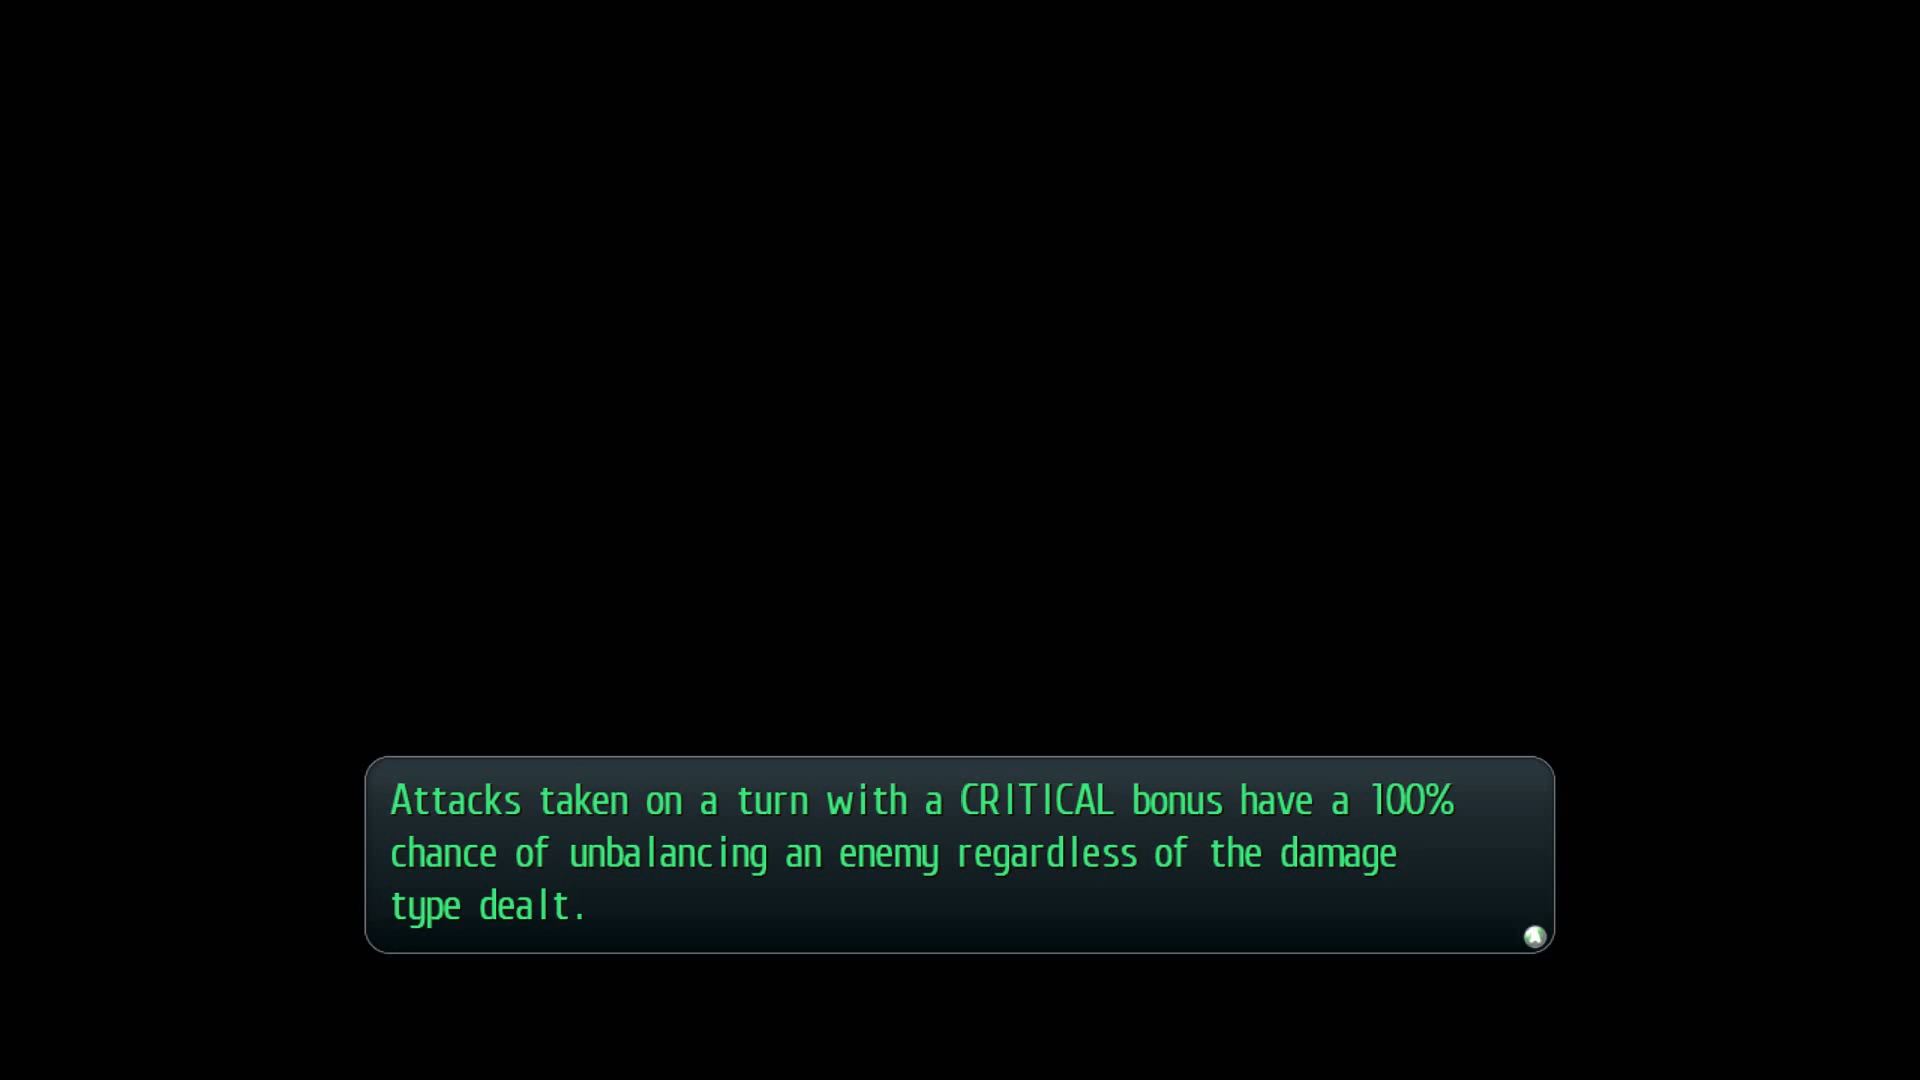 Attacks taken on a turn with a CRITICAL bonus have a 100%
chance of unbalancing an enemy regardless of the damage
type dealt.
A